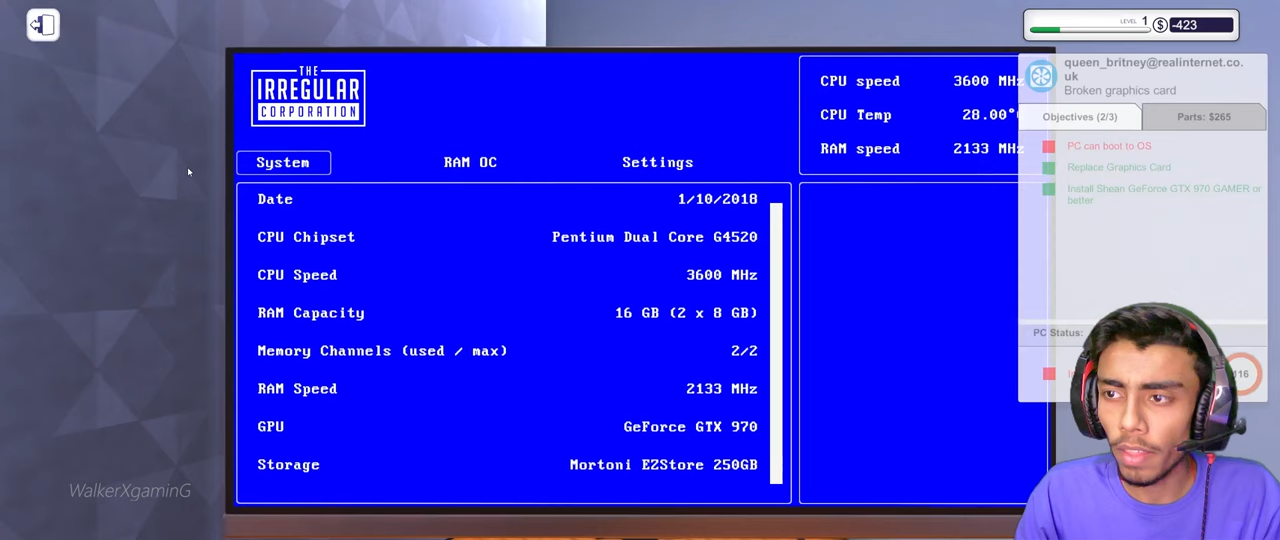 LEVEL 1 $ -423
THE
IRREGULAR
CORPORATION
CPU speed 3600 MHz
CPU Temp 28.00°
RAM speed 2133 MHz
System RAM OC Settings
Date 1/10/2018
CPU Chipset Pentium Dual Core G4520
CPU Speed 3600 MHz
RAM Capacity 16 GB (2 x 8 GB)
Memory Channels (used / max) 2/2
RAM Speed 2133 MHz
GPU GeForce GTX 970
Storage Mortoni EZStore 250GB
queen_britney@realinternet.co.
uk
Broken graphics card
Objectives (2/3) Parts: $265
PC can boot to OS
Replace Graphics Card
Install Shean GeForce GTX 970 GAMER or
better
PC Status:
WalkerXgaminG